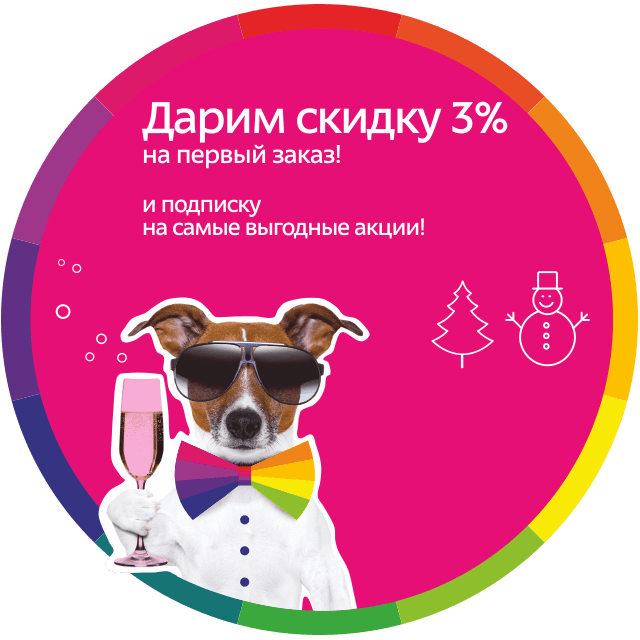 Дарим скидку 3%
на первый заказ!
и подписку
на самые выгодные акции!